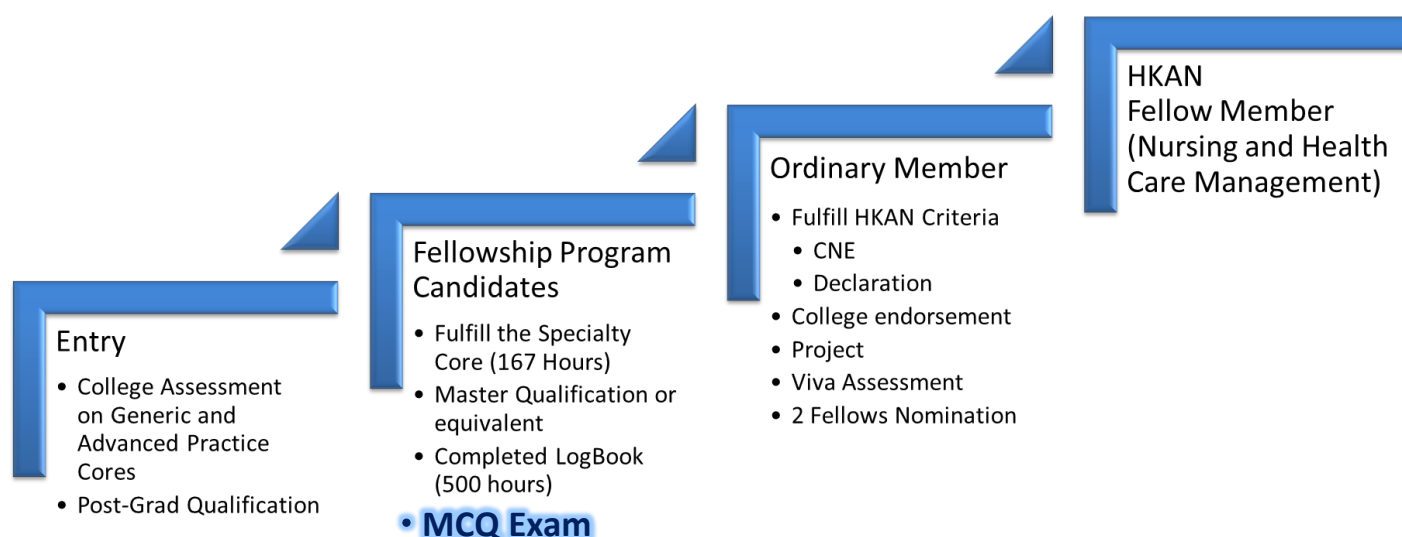 Entry
• College Assessment
on Generic and
Advanced Practice
Cores
• Post-Grad Qualification
Fellowship Program
Candidates
• Fulfill the Specialty
Core (167 Hours)
• Master Qualification or
equivalent
• Completed LogBook
(500 hours)
• MCQ Exam
Ordinary Member
• Fulfill HKAN Criteria
• CNE
• Declaration
• College endorsement
• Project
• Viva Assessment
• 2 Fellows Nomination
HKAN
Fellow Member
(Nursing and Health
Care Management)